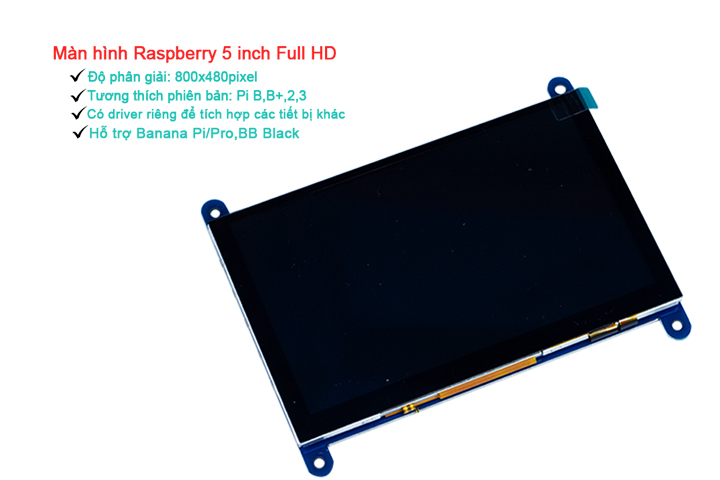 Màn hình Raspberry 5 inch Full HD
Độ phân giải: 800x480pixel
Tương thích phiên bản: Pi B,B+,2,3
Có driver riêng để tích hợp các tiết bị khác
Hỗ trợ Banana Pi/Pro,BB Black